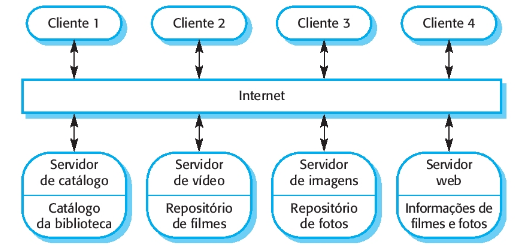 Cliente 1
Cliente 2
Cliente 3
Cliente 4
Internet
Servidor
de catálogo
Catálogo
da biblioteca
Servidor
de vídeo
Repositório
de filmes
Servidor
de imagens
Repositório
de fotos
Servidor
web
Informações de
filmes e fotos